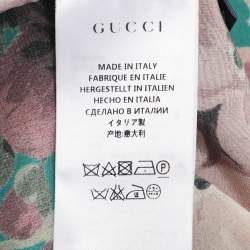 GUCCI
MADE IN ITALY
FABRIQUE EN ITALIE
HERGESTELLT IN ITALIEN
HECHO EN ITALIA
СДЕЛАНО В ИТАЛИИ
イタリア製
产地:意大利